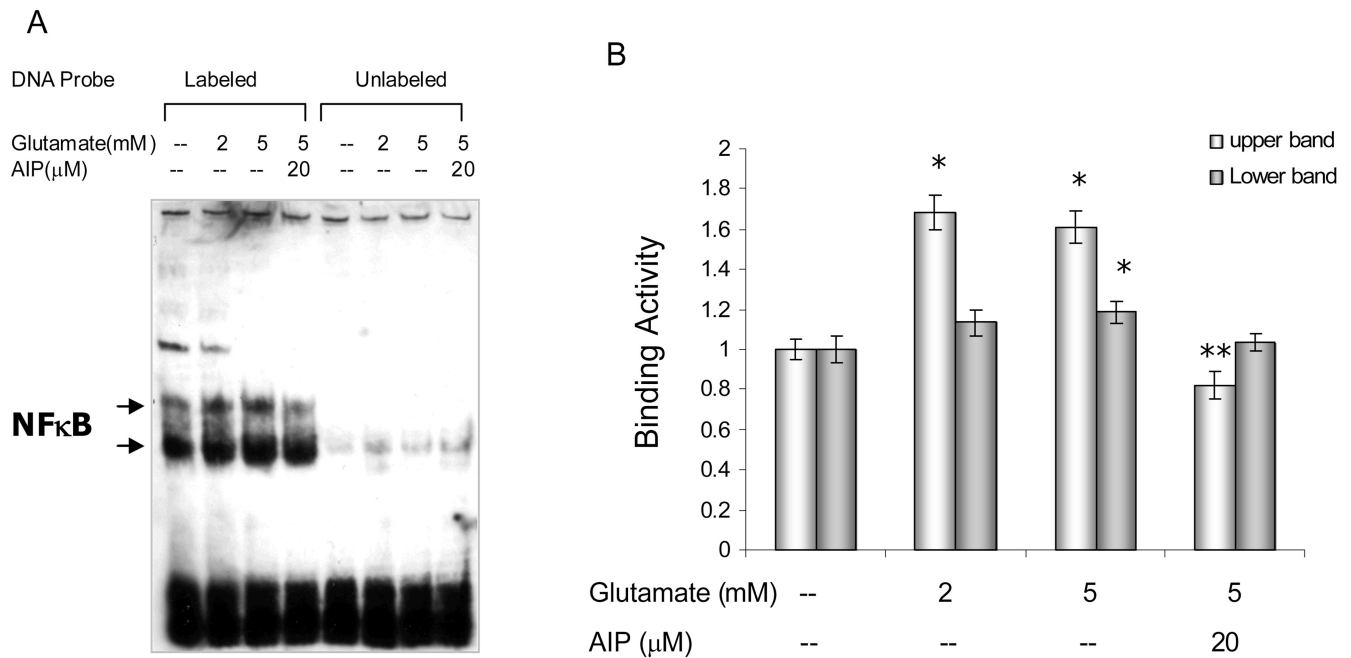 A
DNA Probe Labeled Unlabeled
Glutamate(mM) -- 2 5 5 -- 2 5 5
AIP(μM) -- -- -- 20 -- -- -- 20
NFκB
B
upper band
Lower band
Binding Activity
2
1.8
1.6
1.4
1.2
1
0.8
0.6
0.4
0.2
0
* * * **
Glutamate (mM) -- 2 5 5
AIP (μM) -- -- -- 20